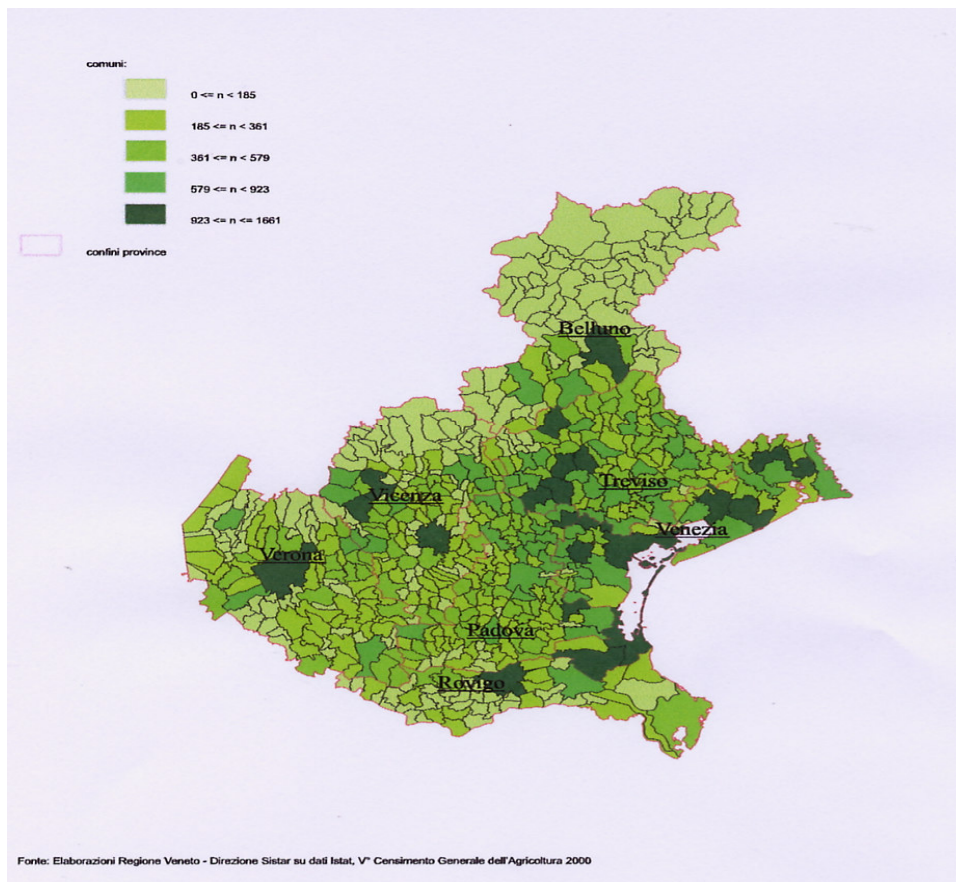 comuni:
0 <= n < 185
185 <= n < 361
361 <= n < 579
579 <= n < 923
923 <= n <= 1661
confini province
Belluno
Vicenza
Treviso
Venezia
Verona
Padova
Rovigo
Fonte: Elaborazioni Regione Veneto - Direzione Sistar su dati Istat, V° Censimento Generale dell'Agricoltura 2000